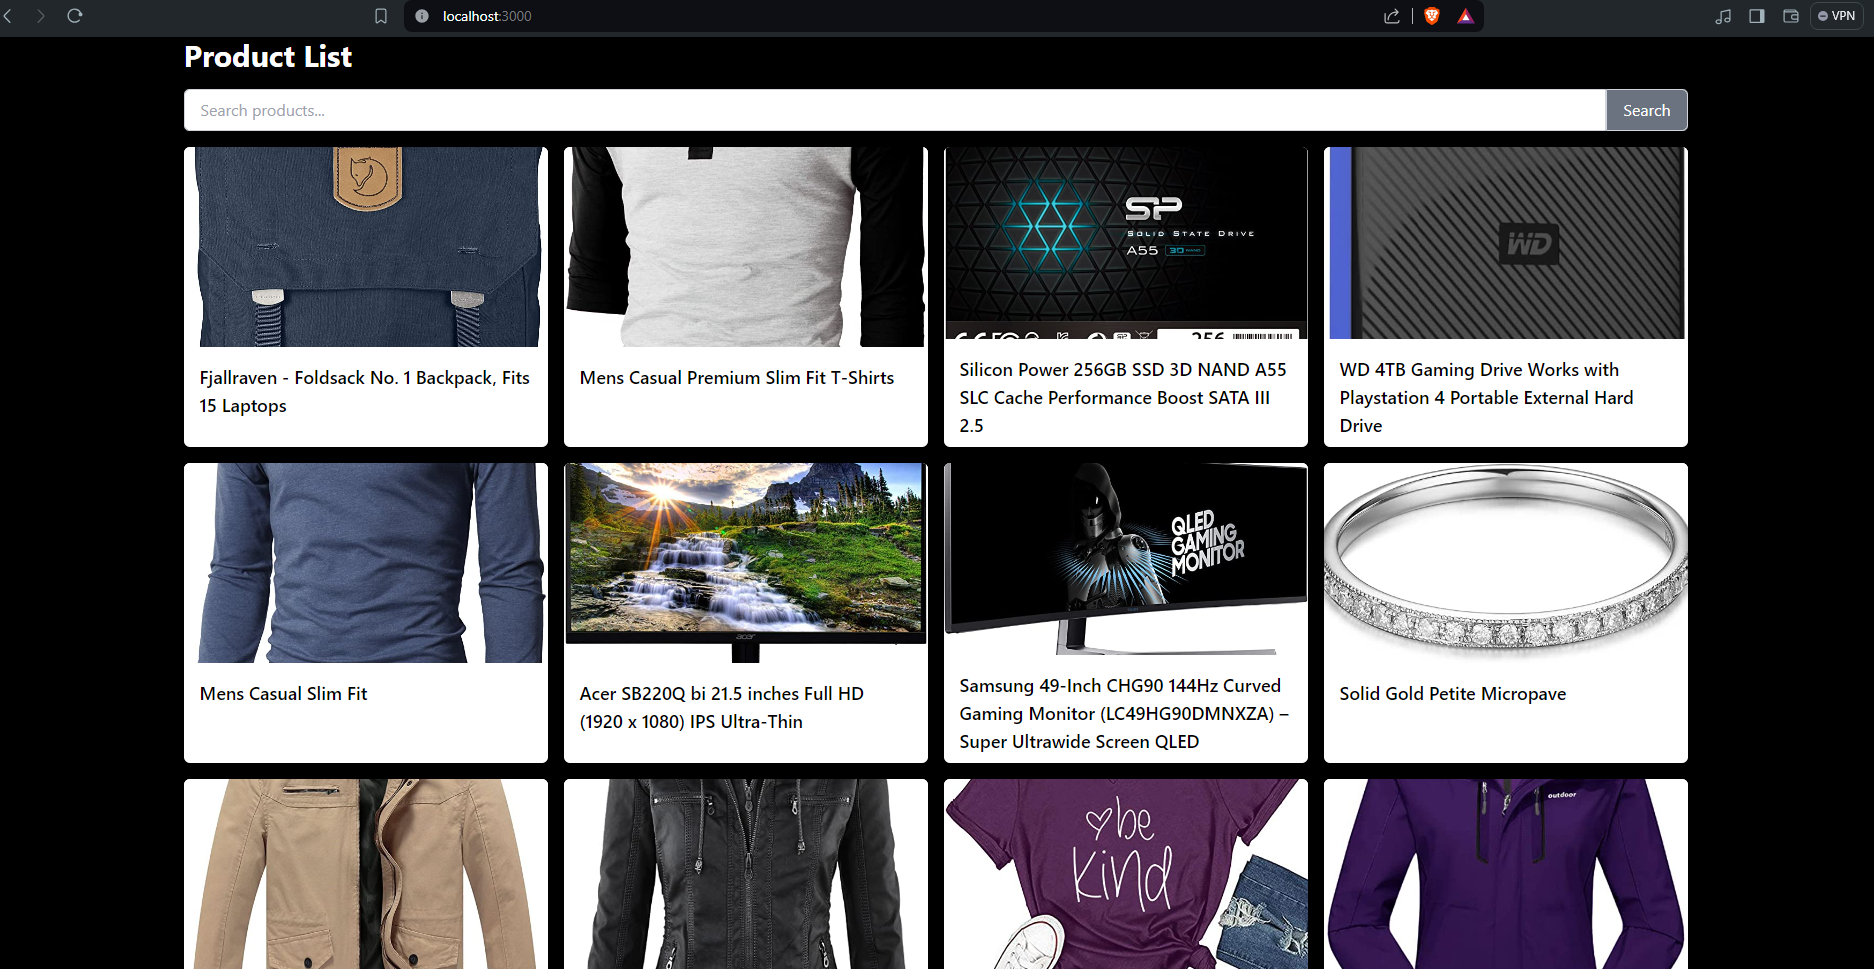 localhost:3000
VPN
Product List
Search products...
Search
SP
SOLID STATE DRIVE
A55 3D NAND
256
WD
Fjallraven - Foldsack No. 1 Backpack, Fits
15 Laptops
Mens Casual Premium Slim Fit T-Shirts
Silicon Power 256GB SSD 3D NAND A55
SLC Cache Performance Boost SATA III
2.5
WD 4TB Gaming Drive Works with
Playstation 4 Portable External Hard
Drive
acer
QLED
GAMING
MONITOR
Mens Casual Slim Fit
Acer SB220Q bi 21.5 inches Full HD
(1920 x 1080) IPS Ultra-Thin
Samsung 49-Inch CHG90 144Hz Curved
Gaming Monitor (LC49HG90DMNXZA) –
Super Ultrawide Screen QLED
Solid Gold Petite Micropave
be
kind
outdoor